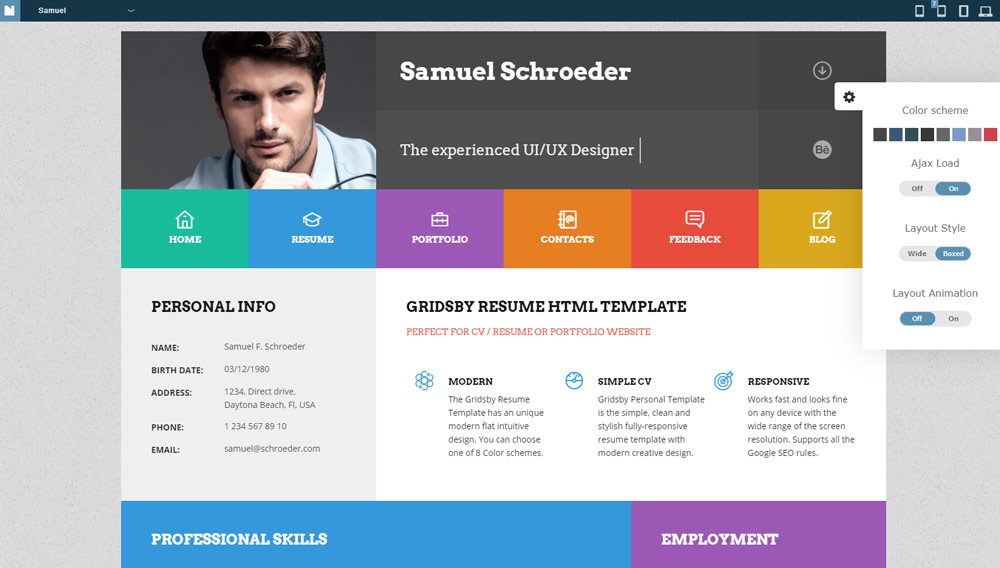 Samuel
7
Samuel Schroeder
The experienced UI/UX Designer
Bē
HOME
RESUME
PORTFOLIO
CONTACTS
FEEDBACK
BLOG
Color scheme
Ajax Load
Off On
Layout Style
Wide Boxed
Layout Animation
Off On
PERSONAL INFO
NAME: Samuel F. Schroeder
BIRTH DATE: 03/12/1980
ADDRESS: 1234, Direct drive,
Daytona Beach, Fl, USA
PHONE: 1 234 567 89 10
EMAIL: samuel@schroeder.com
GRIDSBY RESUME HTML TEMPLATE
PERFECT FOR CV / RESUME OR PORTFOLIO WEBSITE
MODERN
The Gridsby Resume
Template has an unique
modern flat intuitive
design. You can choose
one of 8 Color schemes.
SIMPLE CV
Gridsby Personal Template
is the simple, clean and
stylish fully-responsive
resume template with
modern creative design.
RESPONSIVE
Works fast and looks fine
on any device with the
wide range of the screen
resolution. Supports all the
Google SEO rules.
PROFESSIONAL SKILLS
EMPLOYMENT